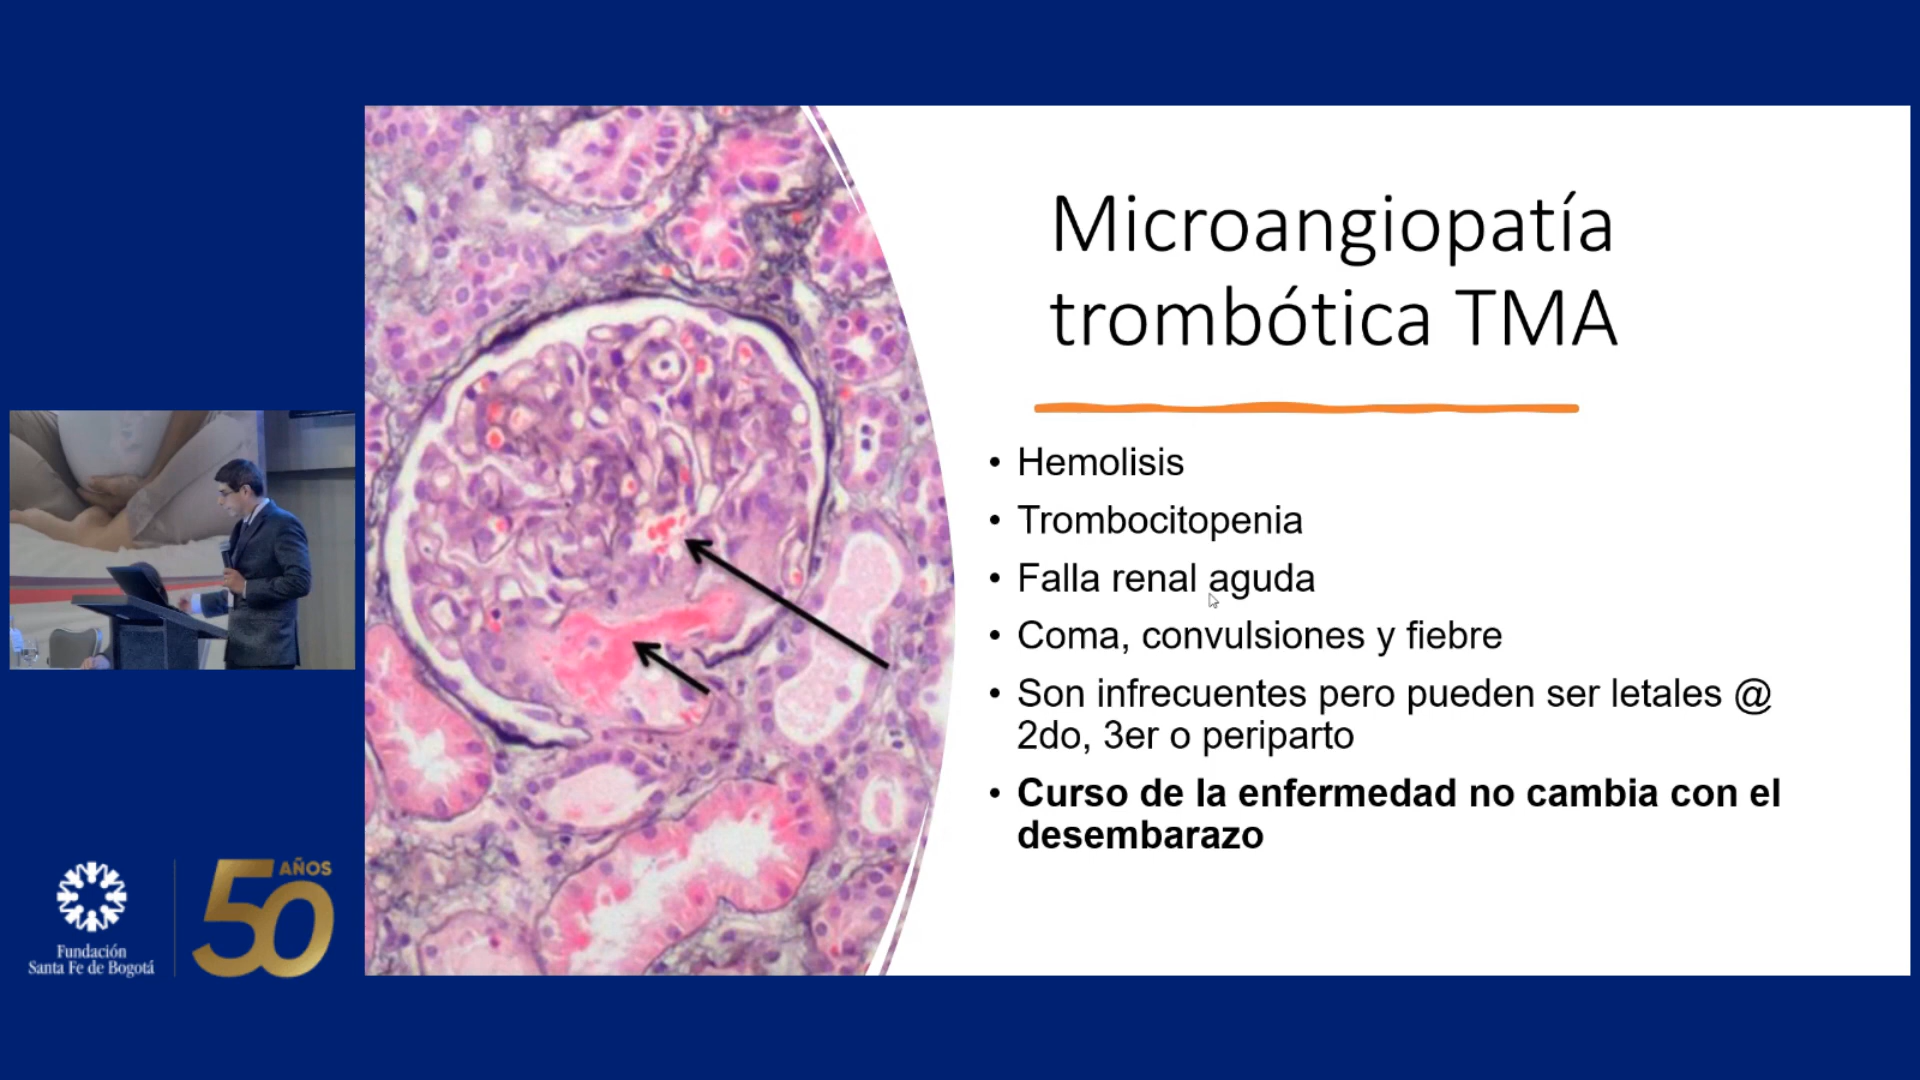 Microangiopatía
trombótica TMA
• Hemolisis
• Trombocitopenia
• Falla renal aguda
• Coma, convulsiones y fiebre
• Son infrecuentes pero pueden ser letales @
2do, 3er o periparto
• Curso de la enfermedad no cambia con el
desembarazo
Fundación
Santa Fe de Bogotá
50 AÑOS